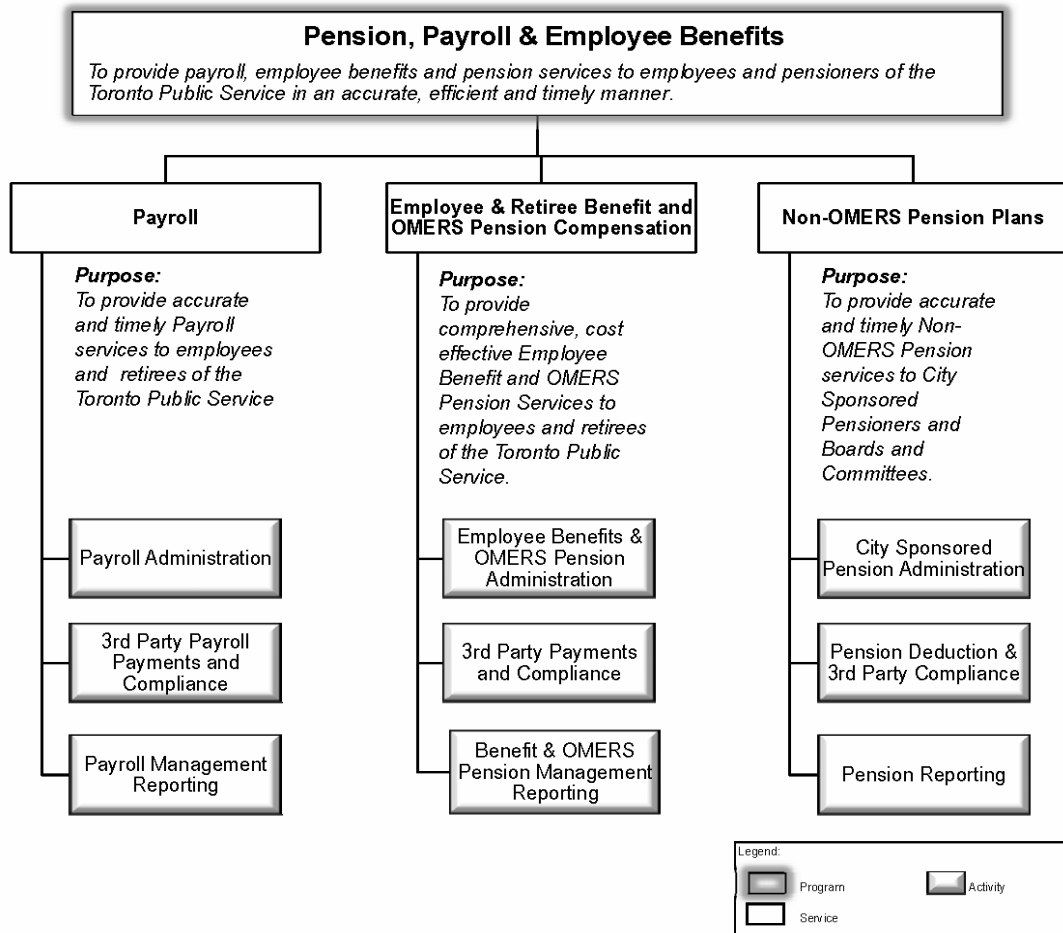 Pension, Payroll & Employee Benefits
To provide payroll, employee benefits and pension services to employees and pensioners of the
Toronto Public Service in an accurate, efficient and timely manner.
Payroll
Purpose:
To provide accurate
and timely Payroll
services to employees
and retirees of the
Toronto Public Service
Payroll Administration
3rd Party Payroll
Payments and
Compliance
Payroll Management
Reporting
Employee & Retiree Benefit and
OMERS Pension Compensation
Purpose:
To provide
comprehensive, cost
effective Employee
Benefit and OMERS
Pension Services to
employees and retirees
of the Toronto Public
Service.
Employee Benefits &
OMERS Pension
Administration
3rd Party Payments
and Compliance
Benefit & OMERS
Pension Management
Reporting
Non-OMERS Pension Plans
Purpose:
To provide accurate
and timely Non-
OMERS Pension
services to City
Sponsored
Pensioners and
Boards and
Committees.
City Sponsored
Pension Administration
Pension Deduction &
3rd Party Compliance
Pension Reporting
Legend:
Program
Activity
Service